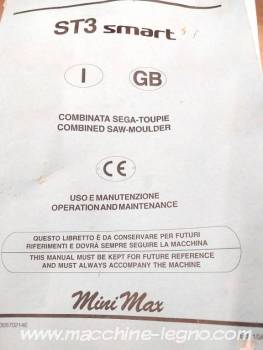 ST3 smart
I
GB
COMBINATA SEGA-TOUPIE
COMBINED SAW-MOULDER
CE
USO E MANUTENZIONE
OPERATION AND MAINTENANCE
QUESTO LIBRETTO È DA CONSERVARE PER FUTURI
RIFERIMENTI E DOVRÀ SEMPRE SEGUIRE LA MACCHINA
THIS MANUAL MUST BE KEPT FOR FUTURE REFERENCE
AND MUST ALWAYS ACCOMPANY THE MACHINE
MiniMax
www.macchine-legno.com